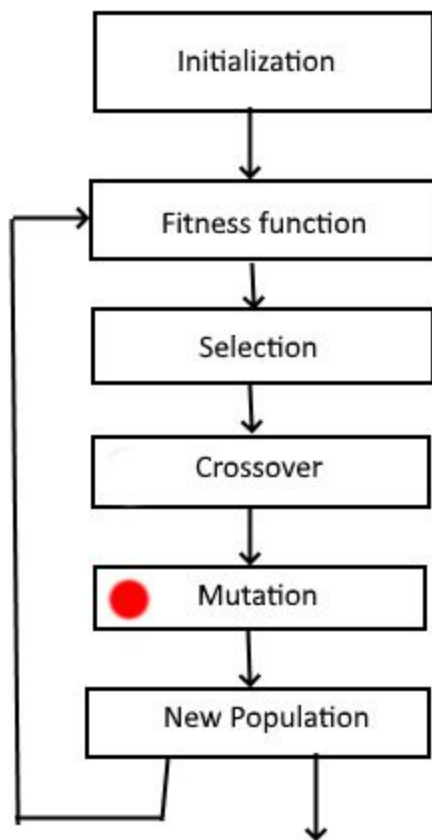 Initialization
Fitness function
Selection
Crossover
Mutation
New Population